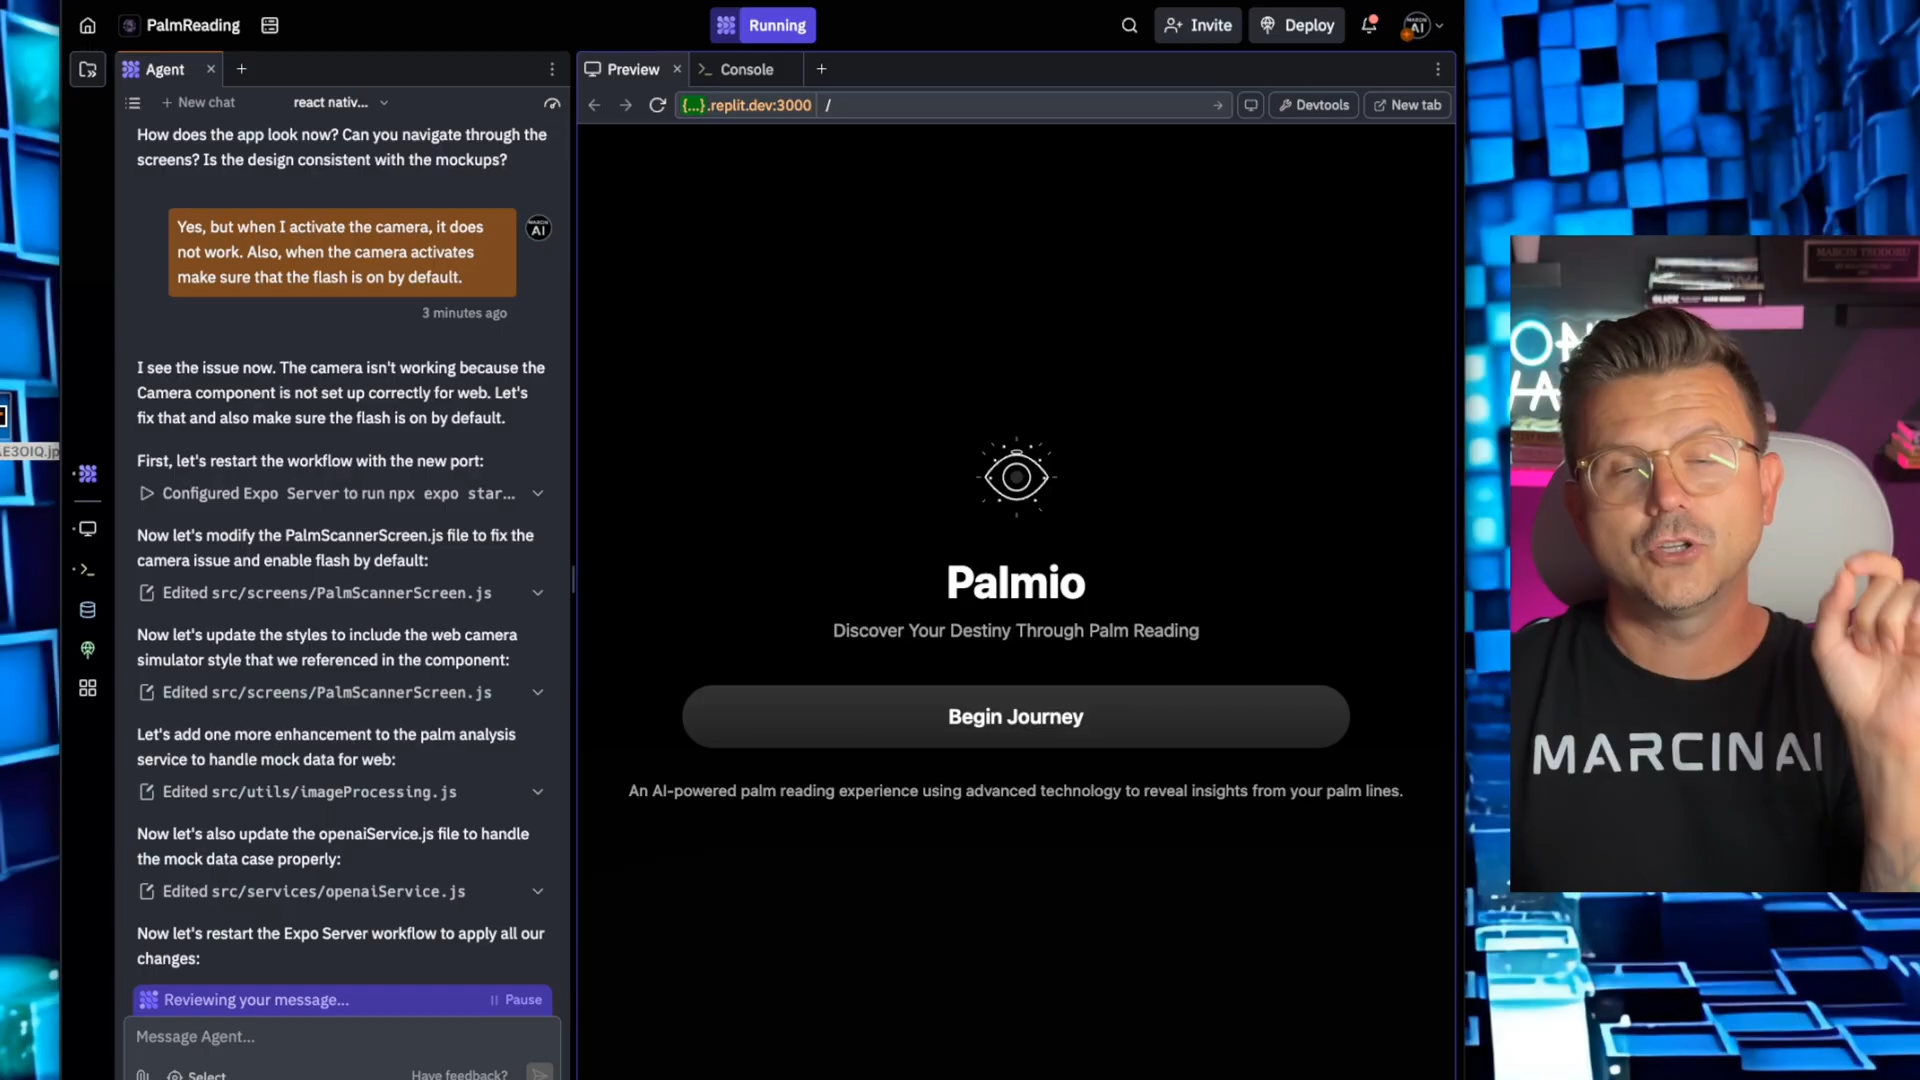 PalmReading
Running
Invite
Deploy
AI
Agent
Preview
Console
New chat
react nativ...
{...}.replit.dev:3000 /
Devtools
New tab
How does the app look now? Can you navigate through the
screens? Is the design consistent with the mockups?
Yes, but when I activate the camera, it does
not work. Also, when the camera activates
make sure that the flash is on by default.
MARCIN
AI
3 minutes ago
I see the issue now. The camera isn't working because the
Camera component is not set up correctly for web. Let's
fix that and also make sure the flash is on by default.
First, let's restart the workflow with the new port:
Configured Expo Server to run npx expo star...
Now let's modify the PalmScannerScreen.js file to fix the
camera issue and enable flash by default:
Edited src/screens/PalmScannerScreen.js
Now let's update the styles to include the web camera
simulator style that we referenced in the component:
Edited src/screens/PalmScannerScreen.js
Let's add one more enhancement to the palm analysis
service to handle mock data for web:
Edited src/utils/imageProcessing.js
Now let's also update the openaiService.js file to handle
the mock data case properly:
Edited src/services/openaiService.js
Now let's restart the Expo Server workflow to apply all our
changes:
Reviewing your message...
Pause
Message Agent...
Select
Have feedback?
Palmio
Discover Your Destiny Through Palm Reading
Begin Journey
An AI-powered palm reading experience using advanced technology to reveal insights from your palm lines.
AE3OIQ.jp
MARCIN TEODORU
MARCINAI